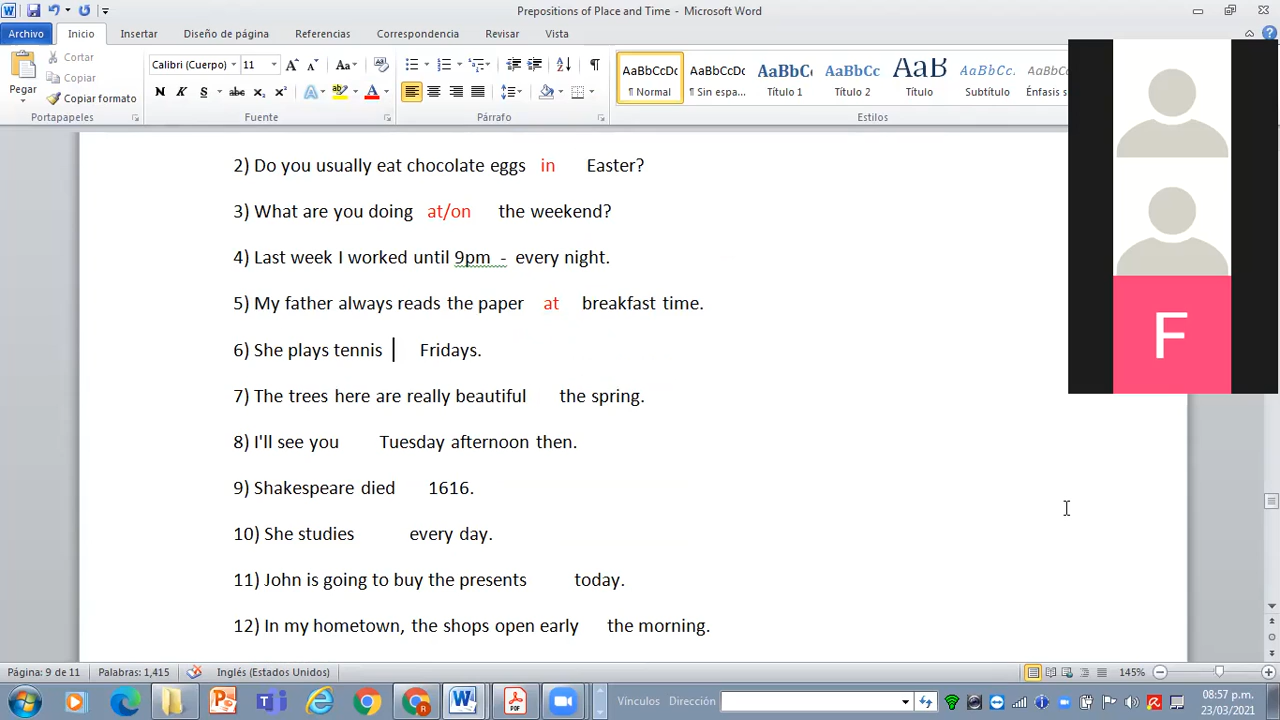 Prepositions of Place and Time - Microsoft Word
Archivo Inicio Insertar Diseño de página Referencias Correspondencia Revisar Vista
Pegar
Cortar
Copiar
Copiar formato
Portapapeles
Calibri (Cuerpo) 11
N K S abc x₂ x²
Fuente
Párrafo
AaBbCcDc AaBbCcDc AaBbC AaBbCc AaB AaBbCc. AaBbCc
¶ Normal ¶ Sin espa... Título 1 Título 2 Título Subtítulo Énfasis s
Estilos
2) Do you usually eat chocolate eggs in Easter?
3) What are you doing at/on the weekend?
4) Last week I worked until 9pm - every night.
5) My father always reads the paper at breakfast time.
6) She plays tennis Fridays.
7) The trees here are really beautiful the spring.
8) I'll see you Tuesday afternoon then.
9) Shakespeare died 1616.
10) She studies every day.
11) John is going to buy the presents today.
12) In my hometown, the shops open early the morning.
F
Página: 9 de 11 Palabras: 1,415 Inglés (Estados Unidos) 145%
Vínculos Dirección
08:57 p.m.
23/03/2021